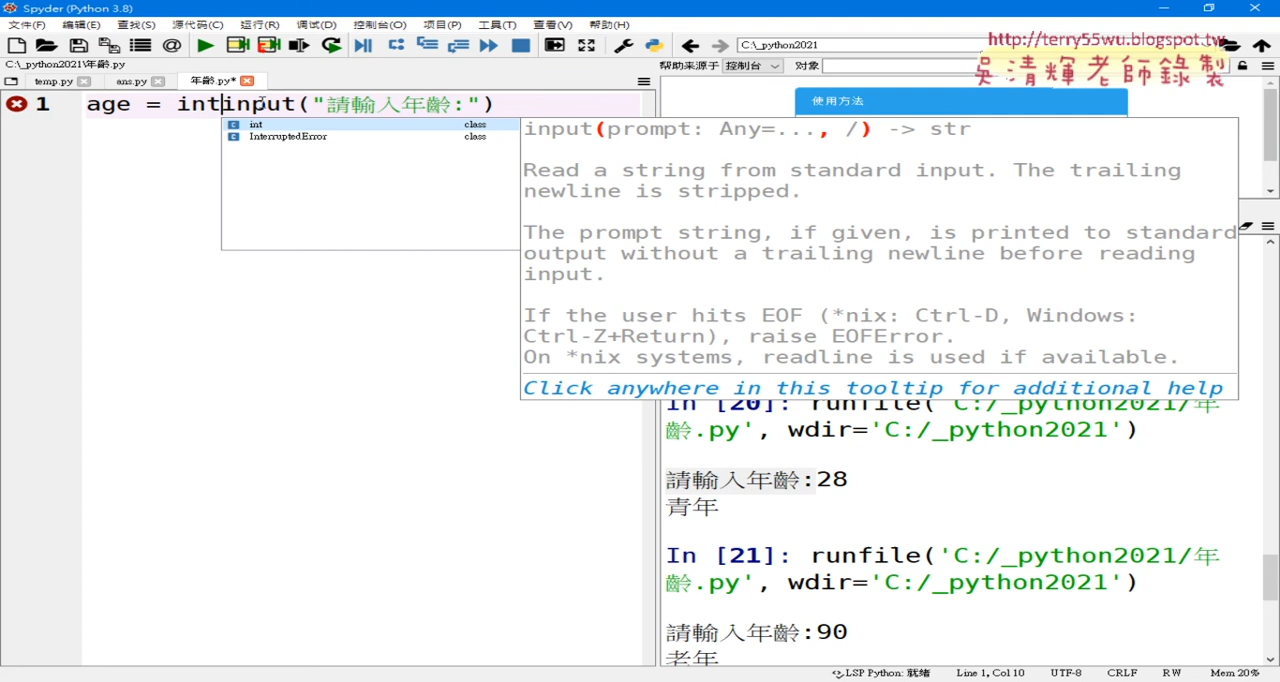 Spyder (Python 3.8)
文件(F) 编辑(E) 查找(S) 源代码(C) 运行(R) 调试(D) 控制台(O) 项目(P) 工具(T) 查看(V) 帮助(H)
C:\_python2021
http://terry55wu.blogspot.tw
吳清輝老師錄製
C:\_python2021\年齡.py
帮助来源于 控制台 对象
temp.py ans.py 年齡.py*
使用方法
1 age = intinput("請輸入年齡:")
int class
InterruptedError class
input(prompt: Any=..., /) -> str
Read a string from standard input. The trailing
newline is stripped.
The prompt string, if given, is printed to standard
output without a trailing newline before reading
input.
If the user hits EOF (*nix: Ctrl-D, Windows:
Ctrl-Z+Return), raise EOFError.
On *nix systems, readline is used if available.
Click anywhere in this tooltip for additional help
In [20]: runfile('C:/_python2021/年
齡.py', wdir='C:/_python2021')
請輸入年齡:28
青年
In [21]: runfile('C:/_python2021/年
齡.py', wdir='C:/_python2021')
請輸入年齡:90
老年
LSP Python: 就绪 Line 1, Col 10 UTF-8 CRLF RW Mem 20%